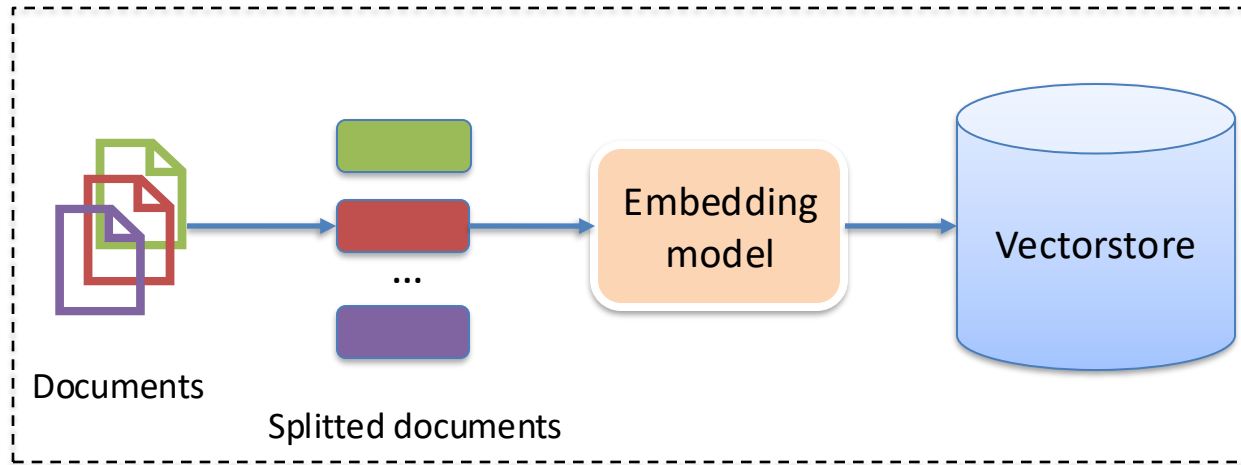 Documents
Splitted documents
...
Embedding
model
Vectorstore